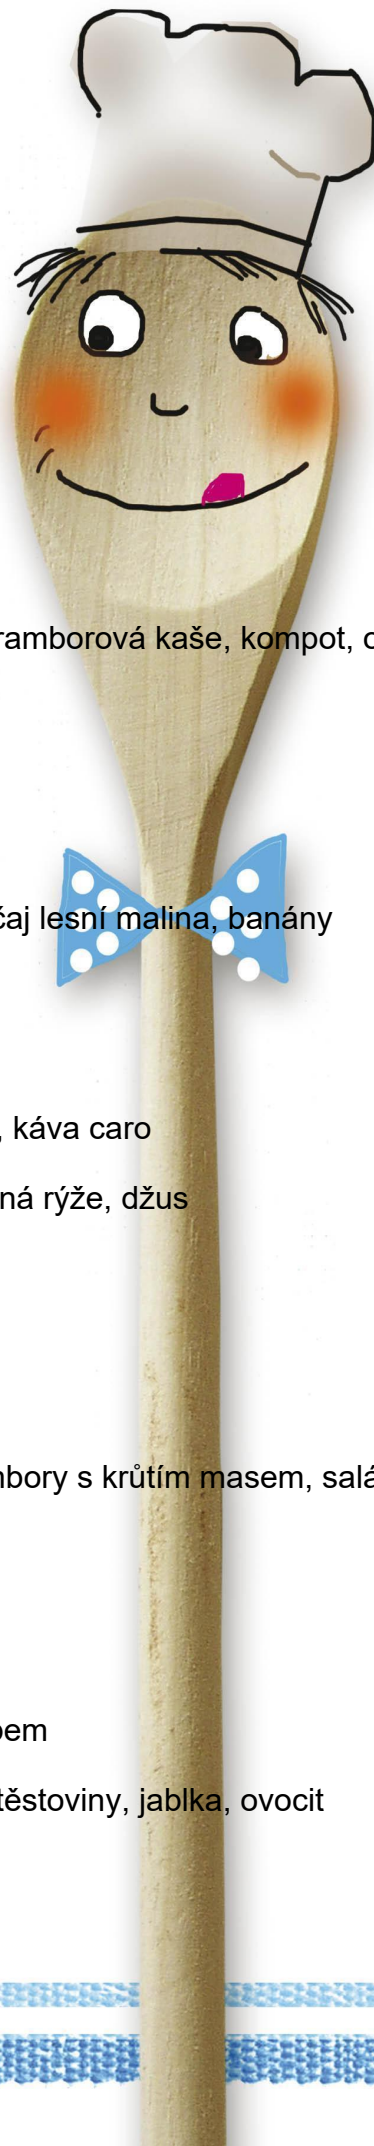 ramborová kaše, kompot, o
čaj lesní malina, banány
, káva caro
ná rýže, džus
mbory s krůtím masem, salá
bem
těstoviny, jablka, ovocit